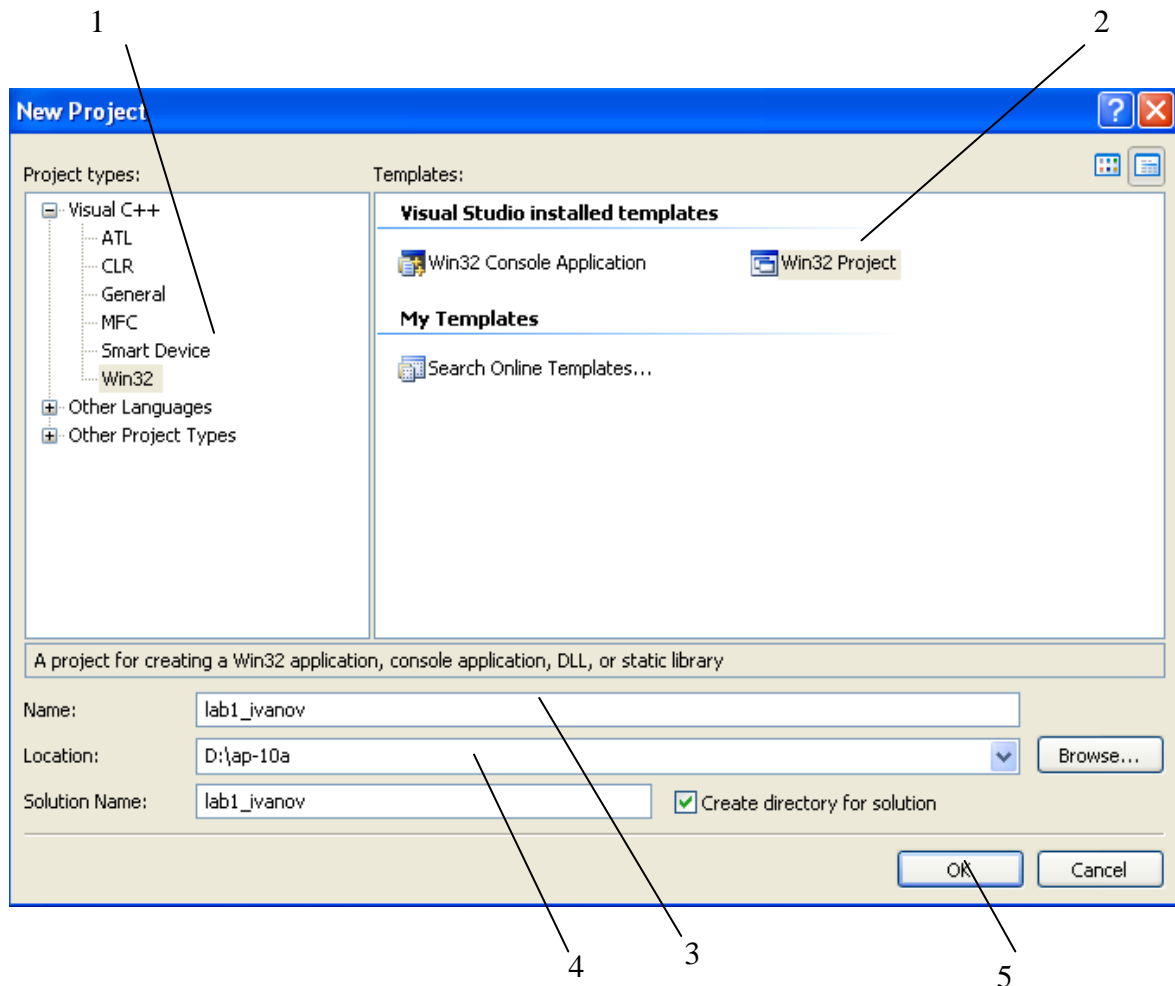 1
2
New Project
Project types:
Templates:
Visual C++
ATL
CLR
General
MFC
Smart Device
Win32
Other Languages
Other Project Types
Visual Studio installed templates
Win32 Console Application
Win32 Project
My Templates
Search Online Templates...
A project for creating a Win32 application, console application, DLL, or static library
Name:
lab1_ivanov
Location:
D:\ap-10a
Browse...
Solution Name:
lab1_ivanov
Create directory for solution
OK
Cancel
3
4
5